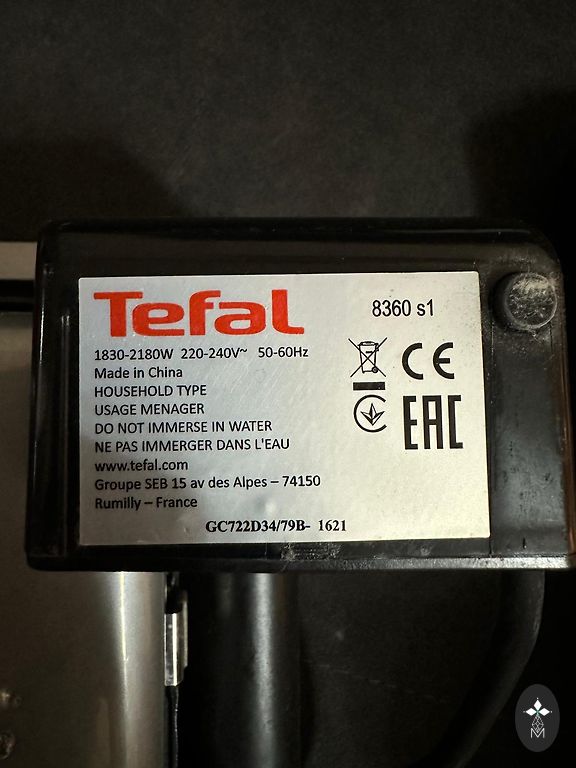 Tefal
8360 s1
1830-2180W 220-240V~ 50-60Hz
Made in China
HOUSEHOLD TYPE
USAGE MENAGER
DO NOT IMMERSE IN WATER
NE PAS IMMERGER DANS L'EAU
www.tefal.com
Groupe SEB 15 av des Alpes – 74150
Rumilly – France
CE
EAC
GC722D34/79B- 1621